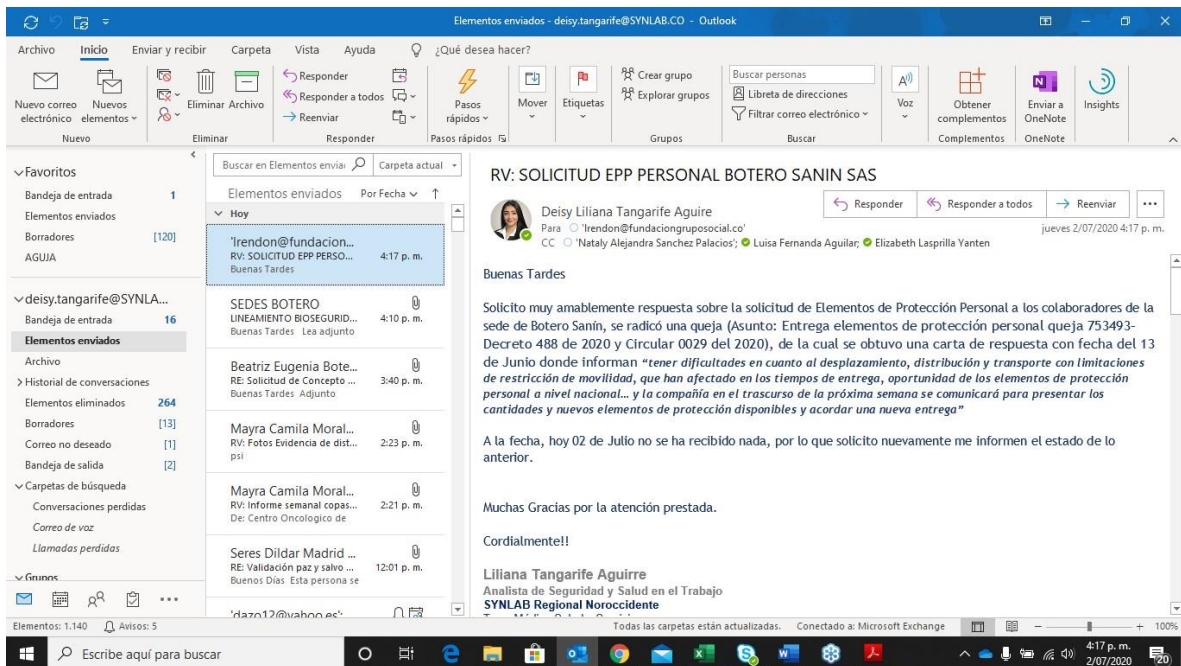 Elementos enviados - deisy.tangarife@SYNLAB.CO - Outlook
Archivo Inicio Enviar y recibir Carpeta Vista Ayuda ¿Qué desea hacer?
Nuevo correo electrónico
Nuevos elementos
Nuevo
Eliminar
Archivo
Eliminar
Responder
Responder a todos
Reenviar
Responder
Pasos rápidos
Pasos rápidos
Mover
Etiquetas
Crear grupo
Explorar grupos
Grupos
Buscar personas
Libreta de direcciones
Filtrar correo electrónico
Buscar
Voz
Obtener complementos
Complementos
Enviar a OneNote
OneNote
Insights
Favoritos
Bandeja de entrada 1
Elementos enviados
Borradores [120]
AGUJA
deisy.tangarife@SYNLA...
Bandeja de entrada 16
Elementos enviados
Archivo
Historial de conversaciones
Elementos eliminados 264
Borradores [13]
Correo no deseado [1]
Bandeja de salida [2]
Carpetas de búsqueda
Conversaciones perdidas
Correo de voz
Llamadas perdidas
Grupos
Buscar en Elementos envia Carpeta actual
Elementos enviados Por Fecha
Hoy
'lrendon@fundacion...
RV: SOLICITUD EPP PERSO... 4:17 p. m.
Buenas Tardes
SEDES BOTERO
LINEAMIENTO BIOSEGURID... 4:10 p. m.
Buenas Tardes Lea adjunto
Beatriz Eugenia Bote...
RE: Solicitud de Concepto ... 3:40 p. m.
Buenas Tardes Adjunto
Mayra Camila Moral...
RV: Fotos Evidencia de dist... 2:23 p. m.
psi
Mayra Camila Moral...
RV: Informe semanal copas... 2:21 p. m.
De: Centro Oncologico de
Seres Dildar Madrid ...
RE: Validación paz y salvo ... 12:01 p. m.
Buenos Días Esta persona se
'dazo12@yahoo.es';
RV: SOLICITUD EPP PERSONAL BOTERO SANIN SAS
Responder Responder a todos Reenviar
Deisy Liliana Tangarife Aguire
Para 'lrendon@fundaciongruposocial.co'
CC 'Nataly Alejandra Sanchez Palacios'; Luisa Fernanda Aguilar; Elizabeth Lasprilla Yanten
jueves 2/07/2020 4:17 p. m.
Buenas Tardes
Solicito muy amablemente respuesta sobre la solicitud de Elementos de Protección Personal a los colaboradores de la
sede de Botero Sanín, se radicó una queja (Asunto: Entrega elementos de protección personal queja 753493-
Decreto 488 de 2020 y Circular 0029 del 2020), de la cual se obtuvo una carta de respuesta con fecha del 13
de Junio donde informan “tener dificultades en cuanto al desplazamiento, distribución y transporte con limitaciones
de restricción de movilidad, que han afectado en los tiempos de entrega, oportunidad de los elementos de protección
personal a nivel nacional... y la compañía en el trascurso de la próxima semana se comunicará para presentar los
cantidades y nuevos elementos de protección disponibles y acordar una nueva entrega”
A la fecha, hoy 02 de Julio no se ha recibido nada, por lo que solicito nuevamente me informen el estado de lo
anterior.
Muchas Gracias por la atención prestada.
Cordialmente!!
Liliana Tangarife Aguirre
Analista de Seguridad y Salud en el Trabajo
SYNLAB Regional Noroccidente
Elementos: 1.140 Avisos: 5
Todas las carpetas están actualizadas. Conectado a: Microsoft Exchange 100%
Escribe aquí para buscar
4:17 p. m.
2/07/2020
20